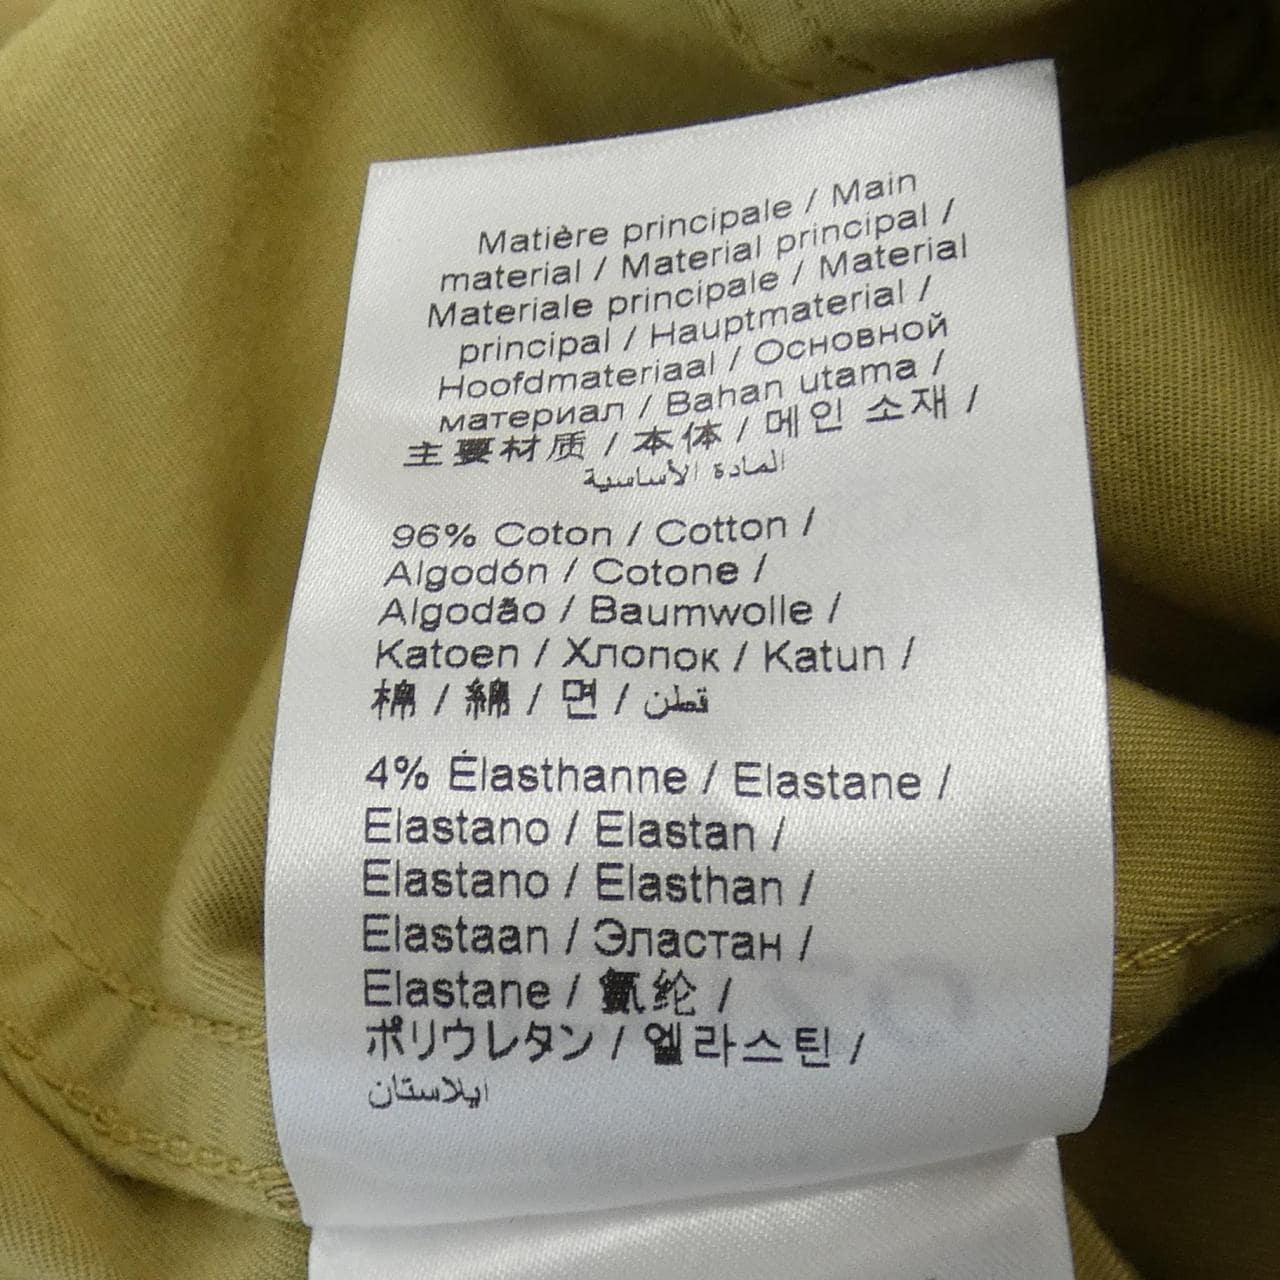 Matière principale / Main
material / Material principal /
Materiale principale / Material
principal / Hauptmaterial /
Hoofdmateriaal / Основной
материал / Bahan utama /
主要材质 / 本体 / 메인 소재 /
المادة الأساسية
96% Coton / Cotton /
Algodón / Cotone /
Algodão / Baumwolle /
Katoen / Хлопок / Katun /
棉 / 綿 / 면 / قطن
4% Élasthanne / Elastane /
Elastano / Elastan /
Elastano / Elasthan /
Elastaan / Эластан /
Elastane / 氨纶 /
ポリウレタン / 엘라스틴 /
ايلاستان